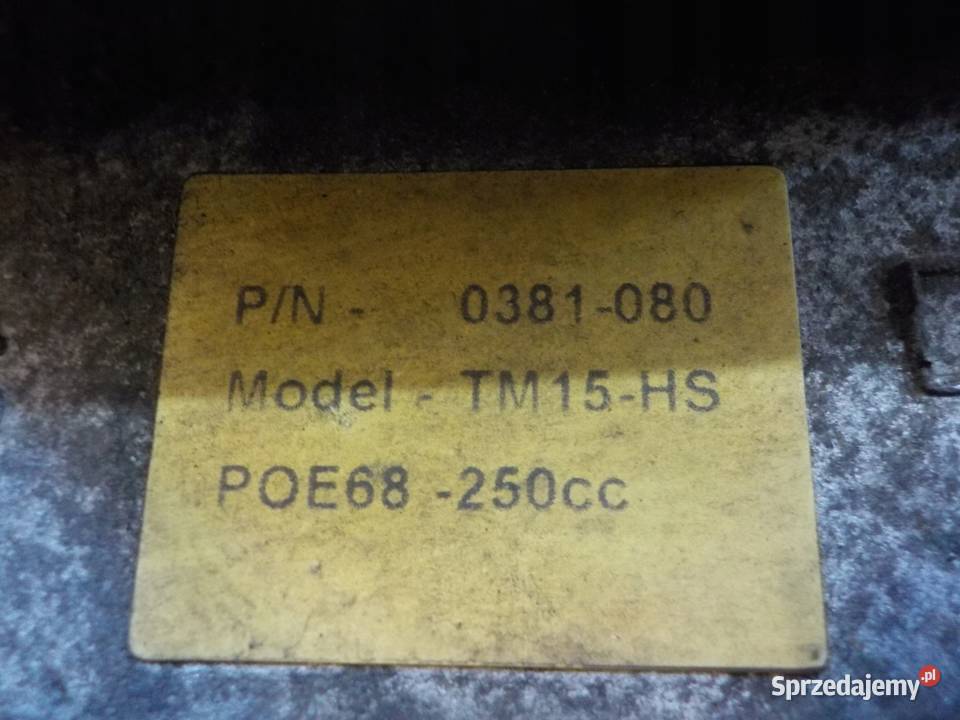 P/N - 0381-080
Model - TM15-HS
POE68 -250cc
Sprzedajemy.pl